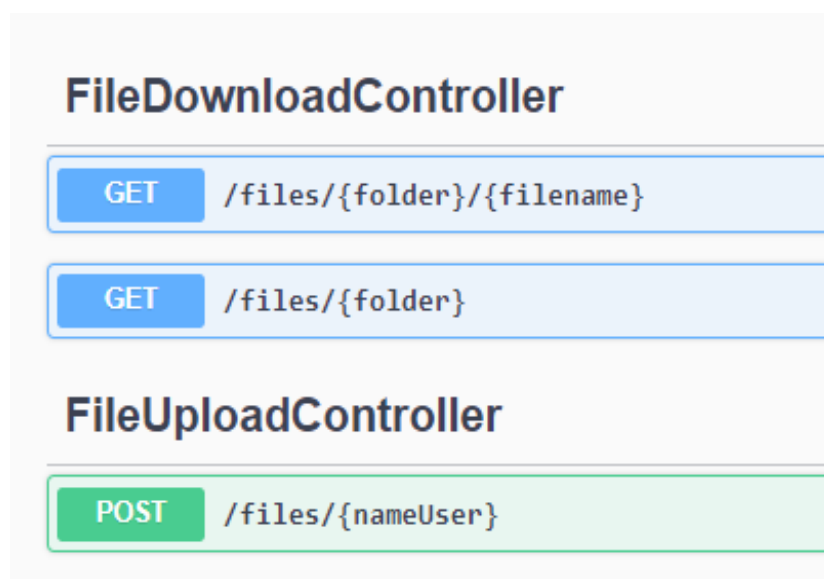 FileDownloadController
GET /files/{folder}/{filename}
GET /files/{folder}
FileUploadController
POST /files/{nameUser}